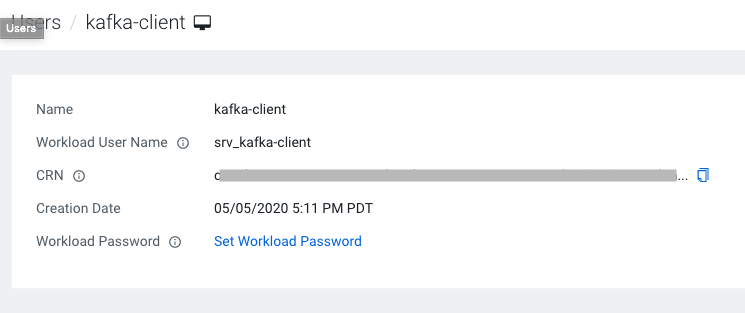 Users / kafka-client
Users
Name kafka-client
Workload User Name srv_kafka-client
CRN ...
Creation Date 05/05/2020 5:11 PM PDT
Workload Password Set Workload Password